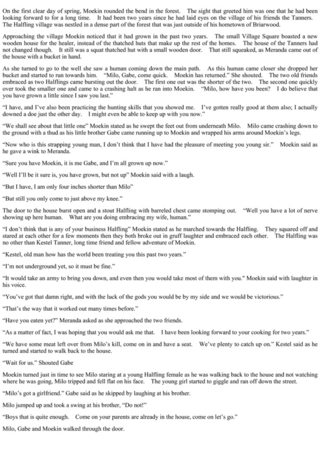 On the first clear day of spring, Moekin rounded the bend in the forest. The sight that greeted him was one that he had been
looking forward to for a long time. It had been two years since he had laid eyes on the village of his friends the Tanners.
The Halfling village was nestled in a dense part of the forest that was just outside of his hometown of Briarwood.
Approaching the village Moekin noticed that it had grown in the past two years. The small Village Square boasted a new
wooden house for the healer, instead of the thatched huts that make up the rest of the homes. The house of the Tanners had
not changed though. It still was a squat thatched hut with a small wooden door. That still squeaked, as Meranda came out of
the house with a bucket in hand.
As she turned to go to the well she saw a human coming down the main path. As this human came closer she dropped her
bucket and started to run towards him. "Milo, Gabe, come quick. Moekin has returned." She shouted. The two old friends
embraced as two Halflings came bursting out the door. The first one out was the shorter of the two, The second one quickly
over took the smaller one and came to a crashing halt as he ran into Moekin. "Milo, how have you been? I do believe that
you have grown a little since I saw you last."
"I have, and I've also been practicing the hunting skills that you showed me. I've gotten really good at them also; I actually
downed a doe just the other day. I might even be able to keep up with you now."
"We shall see about that little one" Moekin stated as he swept the feet out from underneath Milo. Milo came crashing down to
the ground with a thud as his little brother Gabe came running up to Moekin and wrapped his arms around Moekin's legs.
"Now who is this strapping young man, I don't think that I have had the pleasure of meeting you young sir." Moekin said as
he gave a wink to Meranda.
"Sure you have Moekin, it is me Gabe, and I'm all grown up now."
"Well I'll be it sure is, you have grown, but not up" Moekin said with a laugh.
"But I have, I am only four inches shorter than Milo"
"But still you only come to just above my knee."
The door to the house burst open and a stout Halfling with barreled chest came stomping out. "Well you have a lot of nerve
showing up here human. What are you doing embracing my wife, human."
"I don't think that is any of your business Halfling" Moekin stated as he marched towards the Halfling. They squared off and
stared at each other for a few moments then they both broke out in gruff laughter and embraced each other. The Halfling was
no other than Kestel Tanner, long time friend and fellow adventure of Moekin.
"Kestel, old man how has the world been treating you this past two years."
"I'm not underground yet, so it must be fine."
"It would take an army to bring you down, and even then you would take most of them with you." Moekin said with laughter in
his voice.
"You've got that damn right, and with the luck of the gods you would be by my side and we would be victorious."
"That's the way that it worked out many times before."
"Have you eaten yet?" Meranda asked as she approached the two friends.
"As a matter of fact, I was hoping that you would ask me that. I have been looking forward to your cooking for two years."
"We have some meat left over from Milo's kill, come on in and have a seat. We've plenty to catch up on." Kestel said as he
turned and started to walk back to the house.
"Wait for us." Shouted Gabe
Moekin turned just in time to see Milo staring at a young Halfling female as he was walking back to the house and not watching
where he was going, Milo tripped and fell flat on his face. The young girl started to giggle and ran off down the street.
"Milo's got a girlfriend." Gabe said as he skipped by laughing at his brother.
Milo jumped up and took a swing at his brother, "Do not!"
"Boys that is quite enough. Come on your parents are already in the house, come on let's go."
Milo, Gabe and Moekin walked through the door.